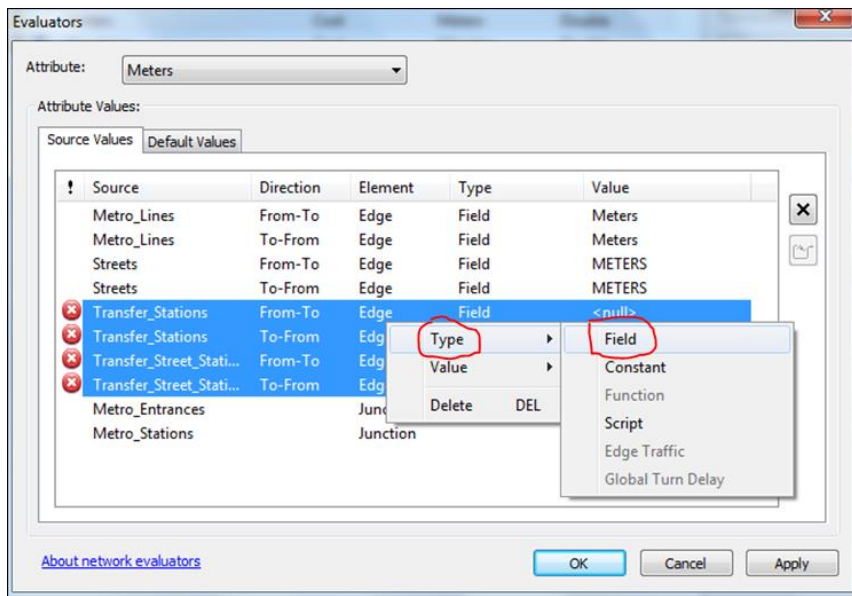 Evaluators
Attribute: Meters
Attribute Values:
Source Values Default Values
! Source Direction Element Type Value
Metro_Lines From-To Edge Field Meters
Metro_Lines To-From Edge Field Meters
Streets From-To Edge Field METERS
Streets To-From Edge Field METERS
Transfer_Stations From-To Edge Field <null>
Transfer_Stations To-From Edg
Transfer_Street_Stati... From-To Edg
Transfer_Street_Stati... To-From Edg
Metro_Entrances Junc
Metro_Stations Junction
Type
Value
Delete DEL
Field
Constant
Function
Script
Edge Traffic
Global Turn Delay
About network evaluators
OK Cancel Apply